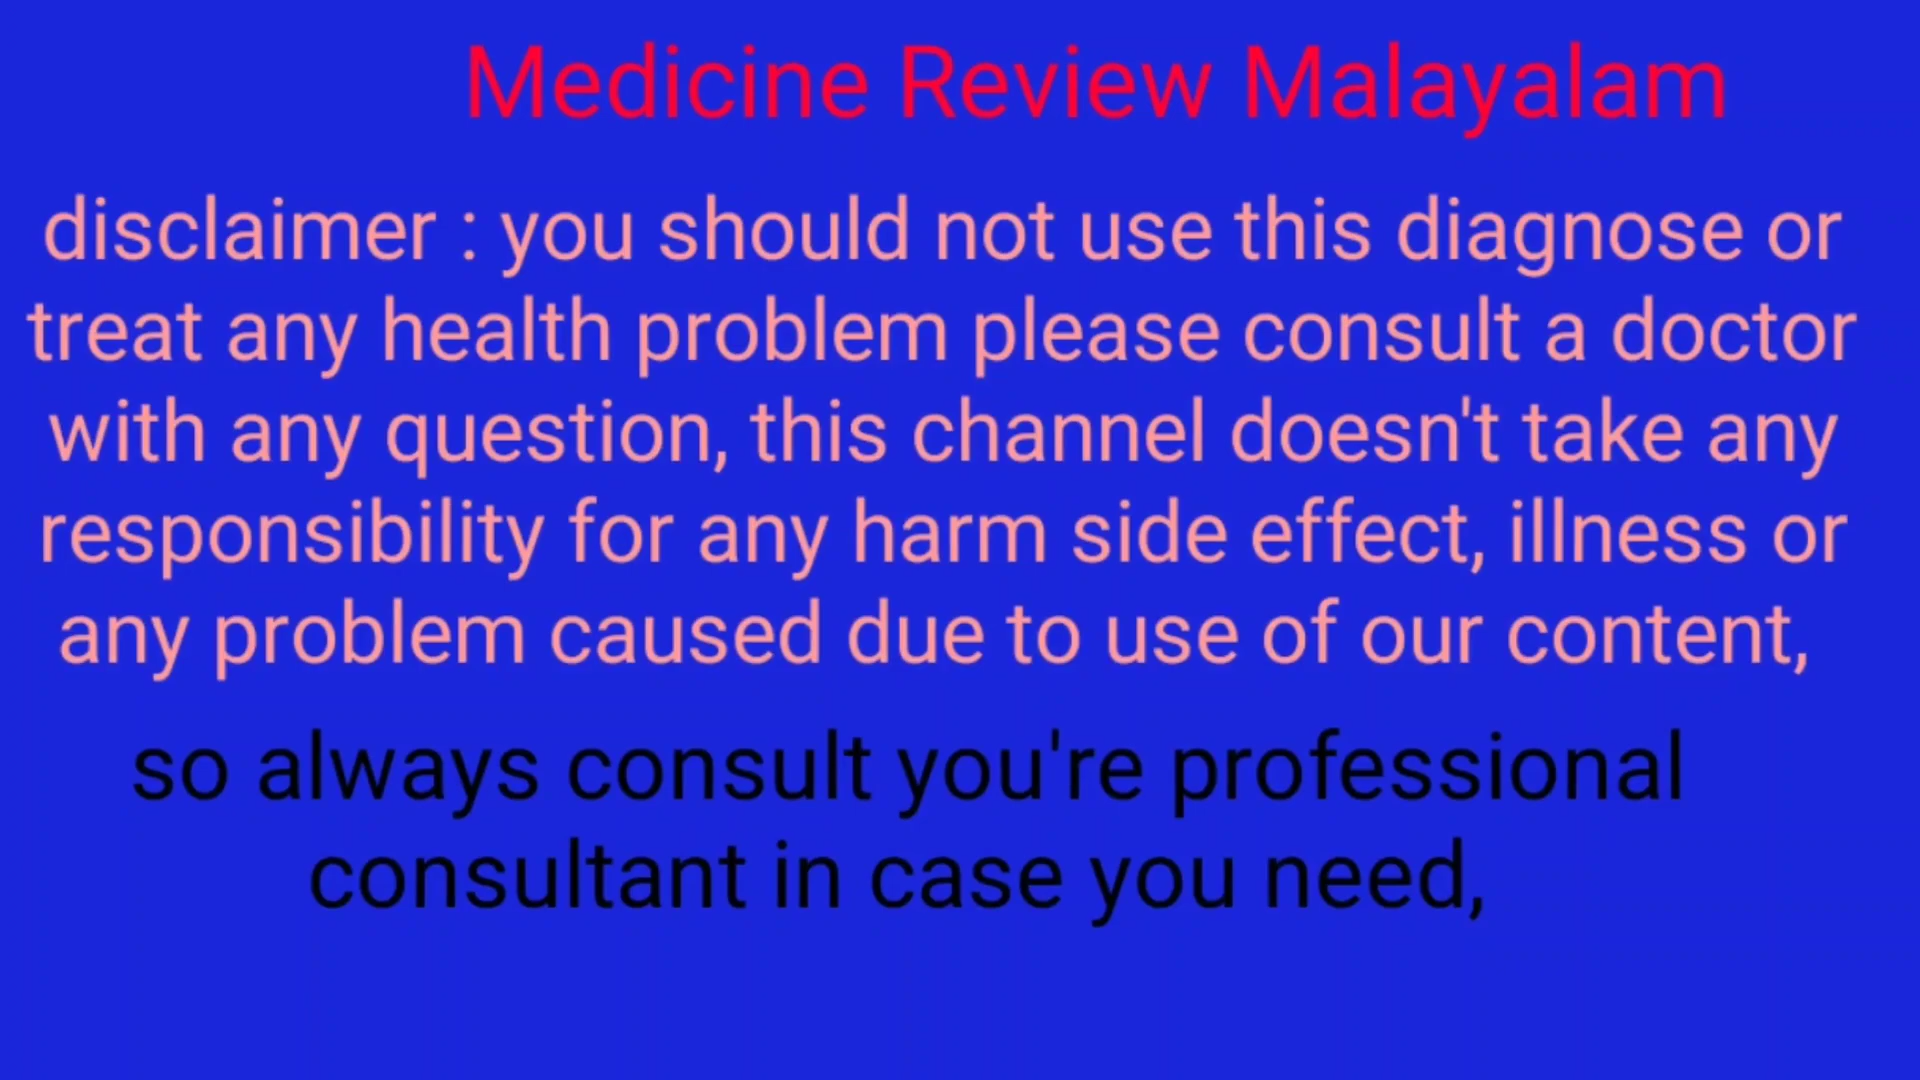 Medicine Review Malayalam
disclaimer : you should not use this diagnose or
treat any health problem please consult a doctor
with any question, this channel doesn't take any
responsibility for any harm side effect, illness or
any problem caused due to use of our content,
so always consult you're professional
consultant in case you need,